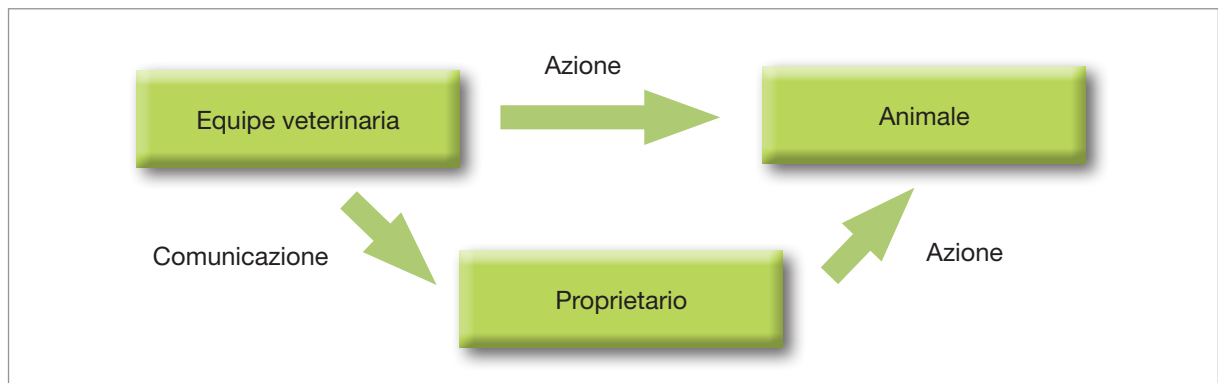 Azione
Equipe veterinaria
Animale
Comunicazione
Azione
Proprietario